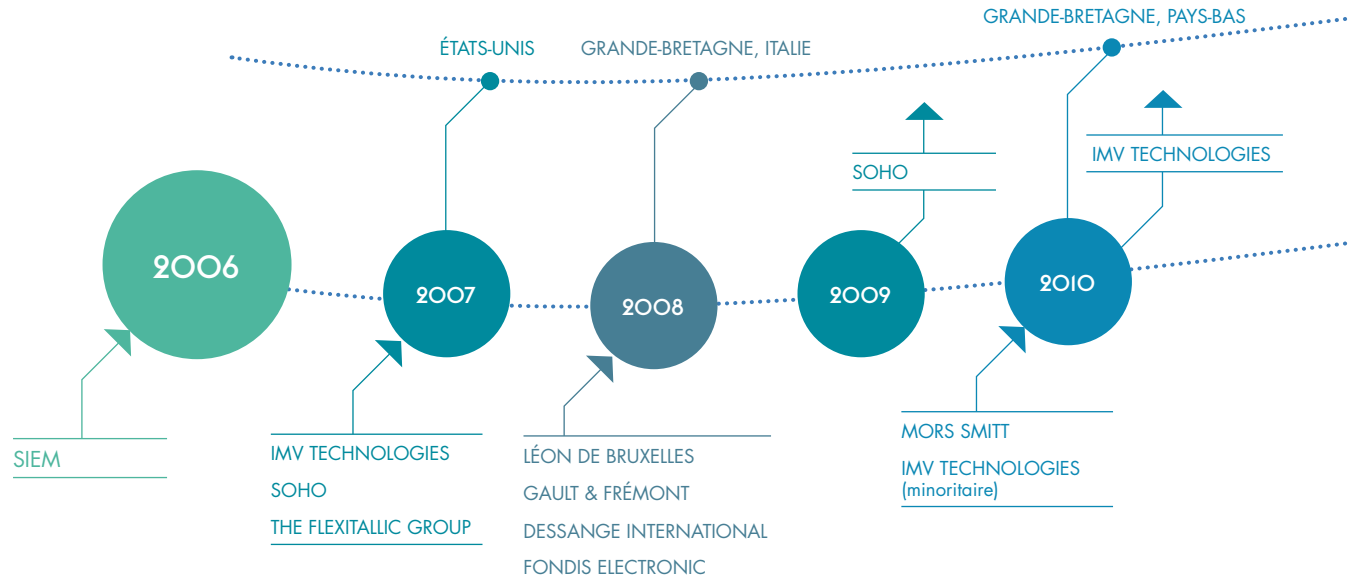 GRANDE-BRETAGNE, PAYS-BAS
ÉTATS-UNIS
GRANDE-BRETAGNE, ITALIE
SOHO
IMV TECHNOLOGIES
2006
2007
2008
2009
2010
SIEM
IMV TECHNOLOGIES
SOHO
THE FLEXITALLIC GROUP
LÉON DE BRUXELLES
GAULT & FRÉMONT
DESSANGE INTERNATIONAL
FONDIS ELECTRONIC
MORS SMITT
IMV TECHNOLOGIES
(minoritaire)